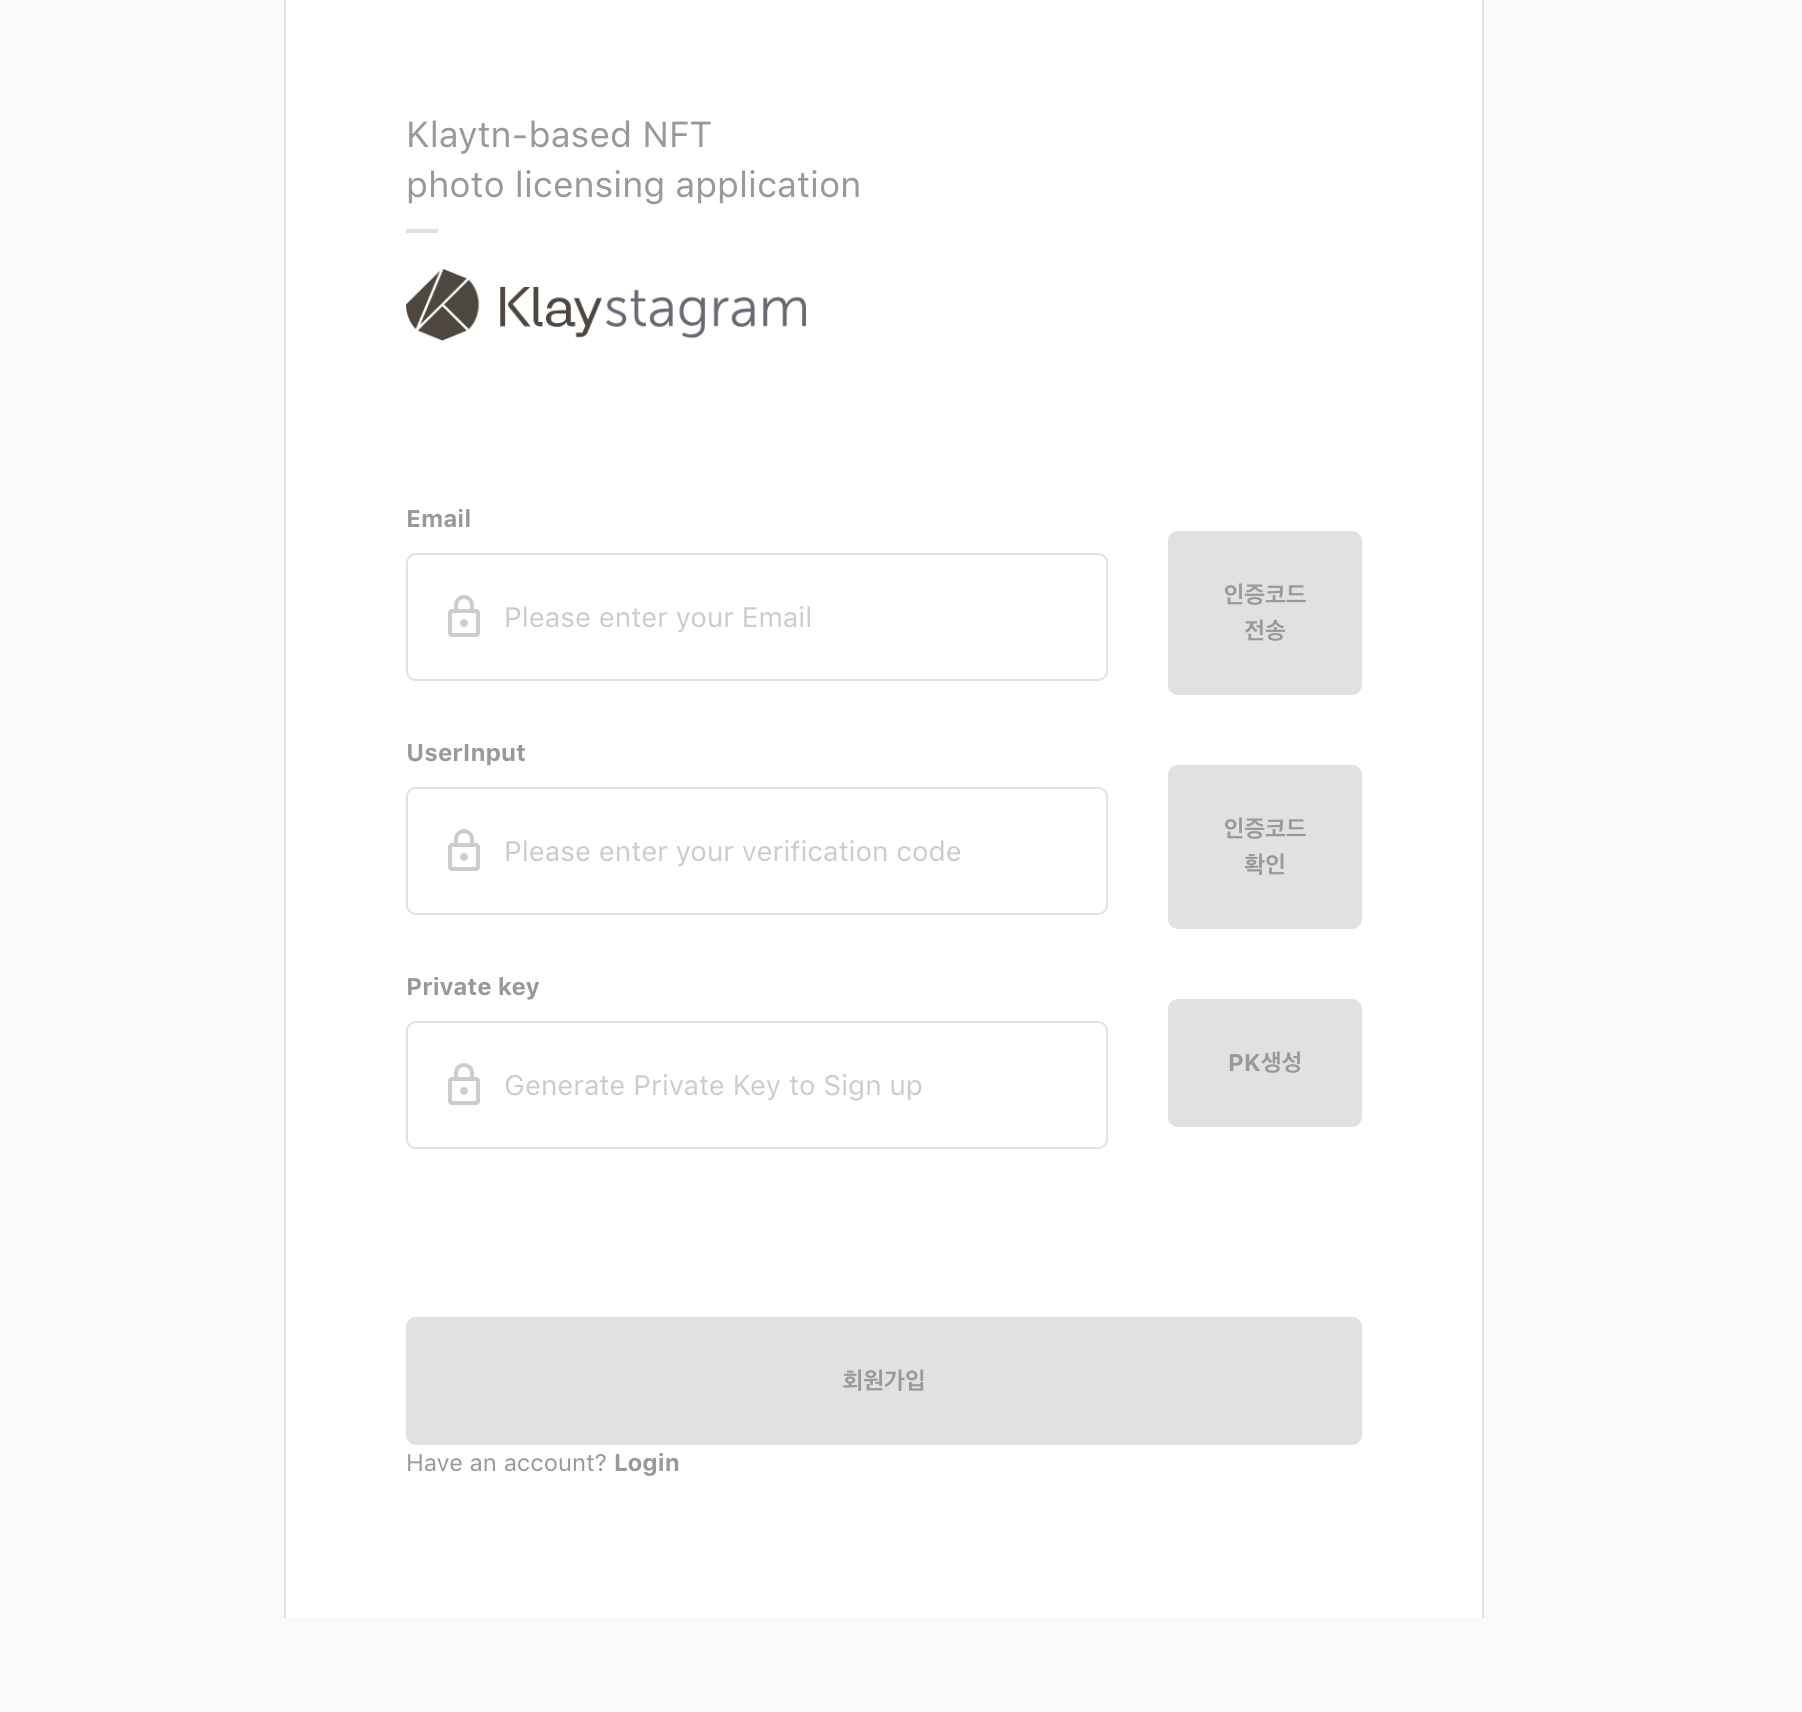 Klaytn-based NFT
photo licensing application
Klaystagram
Email
Please enter your Email
인증코드
전송
UserInput
Please enter your verification code
인증코드
확인
Private key
Generate Private Key to Sign up
PK생성
회원가입
Have an account? Login